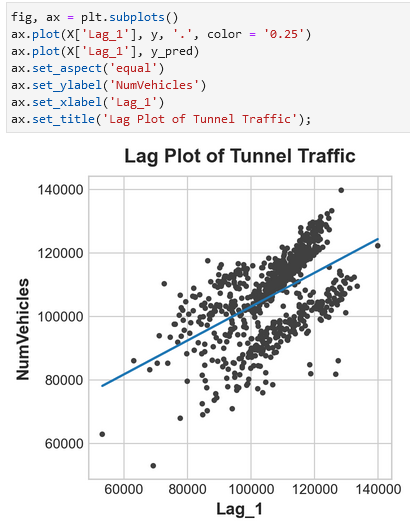 fig, ax = plt.subplots()
ax.plot(X['Lag_1'], y, '.', color = '0.25')
ax.plot(X['Lag_1'], y_pred)
ax.set_aspect('equal')
ax.set_ylabel('NumVehicles')
ax.set_xlabel('Lag_1')
ax.set_title('Lag Plot of Tunnel Traffic');
Lag Plot of Tunnel Traffic
140000
120000
100000
80000
60000
NumVehicles
60000 80000 100000 120000 140000
Lag_1